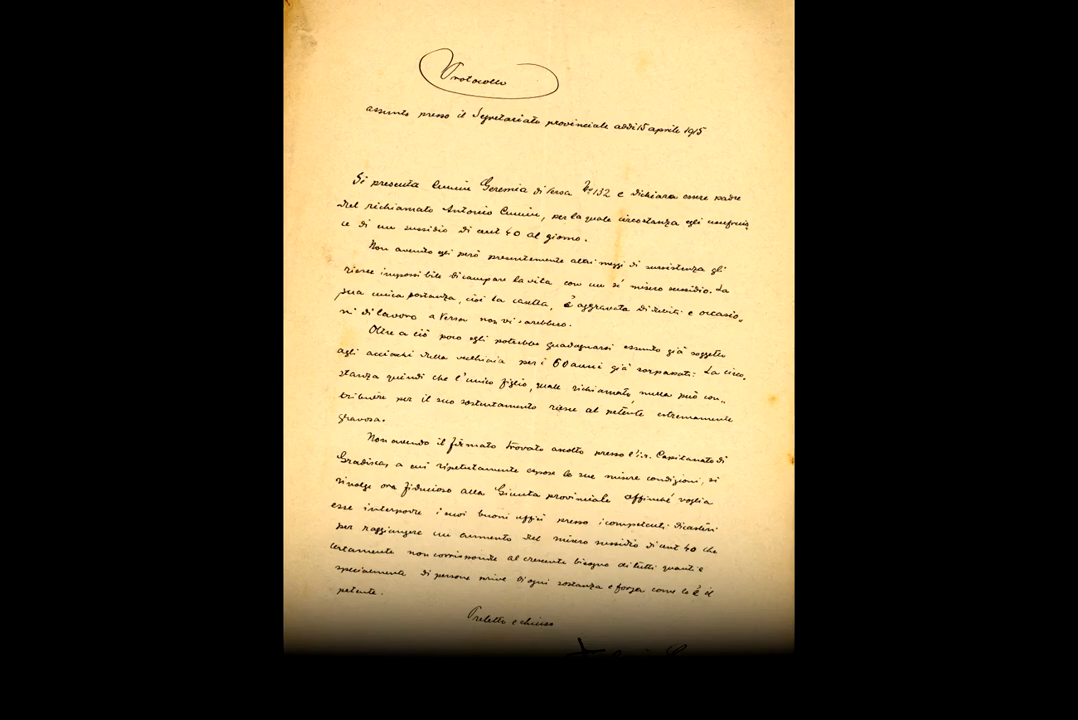 Protocollo
assunto presso il Segretariato provinciale addi 15 aprile 1915
Si presenta Cumin Geremia di Versa No 132 e dichiara essere padre
del richiamato Antonio Cumin, per la quale circostanza egli usufruis
ce di un sussidio di cent 40 al giorno.
Non avento egli però presentemente altri mezzi di sussistenza gli
riesce impossibile di campare la vita con un sì misero sussidio. La
sua unica sostanza, cioè la casetta, è aggravata di debiti e occasio„
ni di lavoro a Versa non vi sarebbero.
Oltre a ciò poco egli potrebbe guadagnarsi essento già soggetto
agli acciachi della vecchiaia per i 60 anni già sorpassati: La circo„
stanza quindi che l'unico figlio, quale richiamato, nulla può con„
tribuire per il suo sostentamento riesce al petente estremamente
gravosa.
Non avendo il firmato trovato ascolto presso l'i.r. Capitanato di
Gradisca, a cui ripetutamente espose le sue misere condizioni, si
rivolge ora fiducioso alla Giunta provinciale affinché voglia
esse interporre i suoi buoni uffici presso i competenti dicasteri
per raggiungere un aumento del misero sussidio di cent 40 che
certamente non corrisponde al crescente bisogno di tutti quanti e
specialmente di persone prive di ogni sostanza e forza come lo è il
petente.
Preletto e chiuso